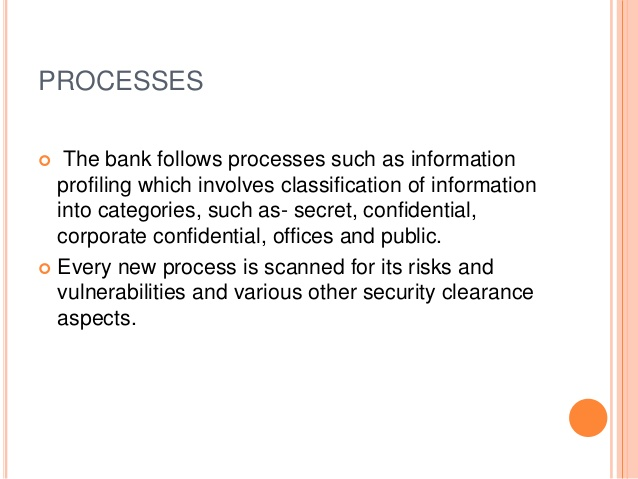 PROCESSES
The bank follows processes such as information
profiling which involves classification of information
into categories, such as- secret, confidential,
corporate confidential, offices and public.
Every new process is scanned for its risks and
vulnerabilities and various other security clearance
aspects.